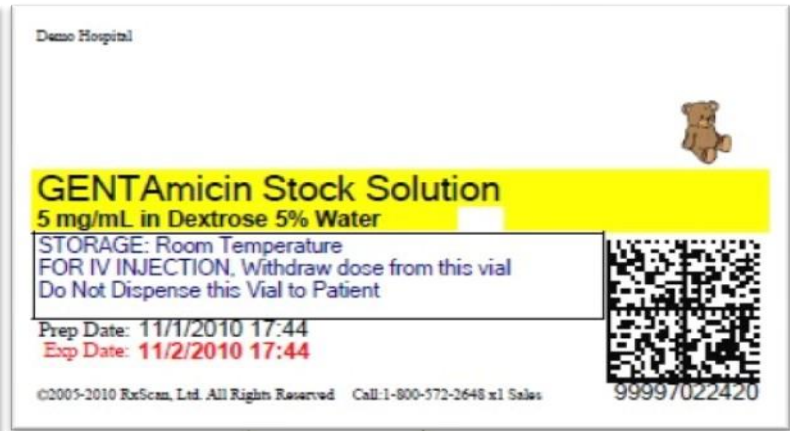 Demo Hospital
GENTAmicin Stock Solution
5 mg/mL in Dextrose 5% Water
STORAGE: Room Temperature
FOR IV INJECTION, Withdraw dose from this vial
Do Not Dispense this Vial to Patient
Prep Date: 11/1/2010 17:44
Exp Date: 11/2/2010 17:44
©2005-2010 RxScan, Ltd. All Rights Reserved Call:1-800-572-2648 x1 Sales
99997022420